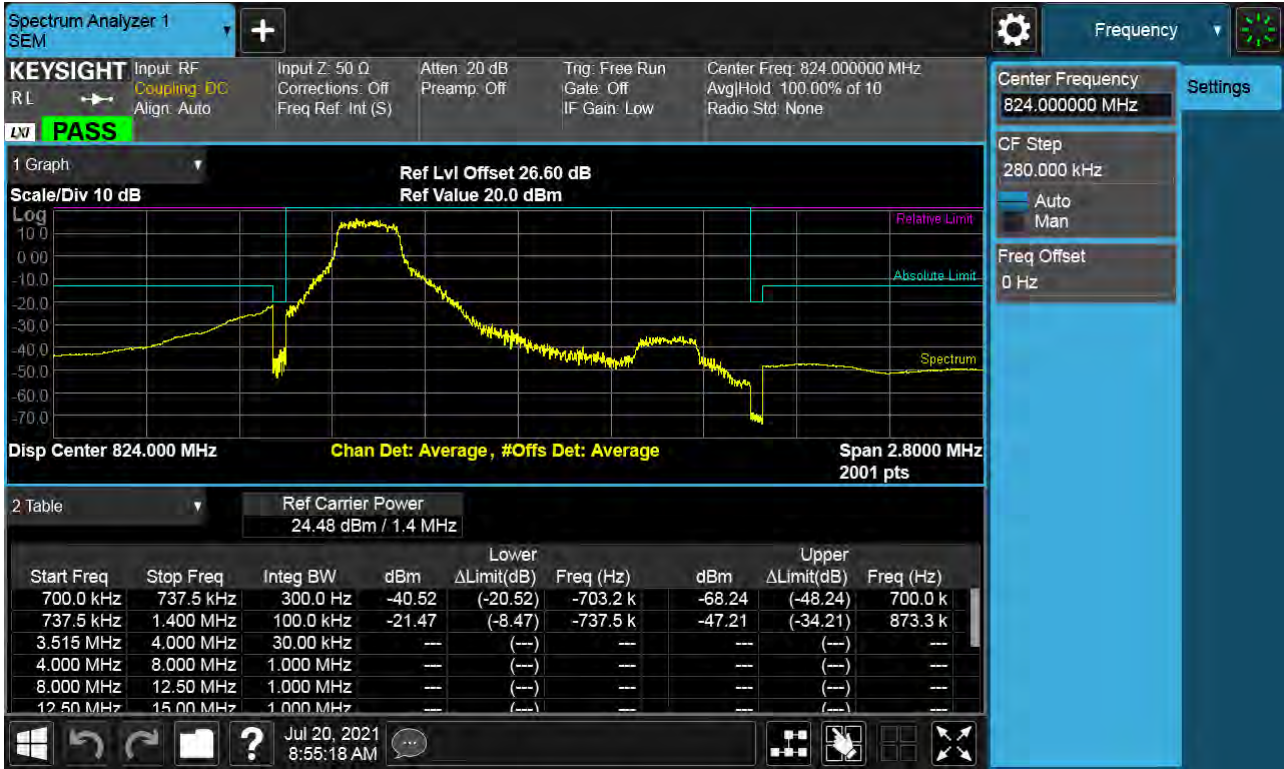 Spectrum Analyzer 1
SEM
+
Frequency
KEYSIGHT
R L
LXI
PASS
Input: RF
Coupling: DC
Align: Auto
Input Z: 50 Ω
Corrections: Off
Freq Ref: Int (S)
Atten: 20 dB
Preamp: Off
Trig: Free Run
Gate: Off
IF Gain: Low
Center Freq: 824.000000 MHz
Avg|Hold: 100.00% of 10
Radio Std: None
Center Frequency
824.000000 MHz
Settings
CF Step
280.000 kHz
Auto
Man
Freq Offset
0 Hz
1 Graph
Ref Lvl Offset 26.60 dB
Scale/Div 10 dB
Ref Value 20.0 dBm
Log
10.0
0.00
-10.0
-20.0
-30.0
-40.0
-50.0
-60.0
-70.0
Relative Limit
Absolute Limit
Spectrum
Disp Center 824.000 MHz
Chan Det: Average , #Offs Det: Average
Span 2.8000 MHz
2001 pts
2 Table
Ref Carrier Power
24.48 dBm / 1.4 MHz
Lower Upper
Start Freq Stop Freq Integ BW dBm ΔLimit(dB) Freq (Hz) dBm ΔLimit(dB) Freq (Hz)
700.0 kHz 737.5 kHz 300.0 Hz -40.52 (-20.52) -703.2 k -68.24 (-48.24) 700.0 k
737.5 kHz 1.400 MHz 100.0 kHz -21.47 (-8.47) -737.5 k -47.21 (-34.21) 873.3 k
3.515 MHz 4.000 MHz 30.00 kHz --- (---) --- --- (---) ---
4.000 MHz 8.000 MHz 1.000 MHz --- (---) --- --- (---) ---
8.000 MHz 12.50 MHz 1.000 MHz --- (---) --- --- (---) ---
12.50 MHz 15.00 MHz 1.000 MHz --- (---) --- --- (---) ---
?
Jul 20, 2021
8:55:18 AM